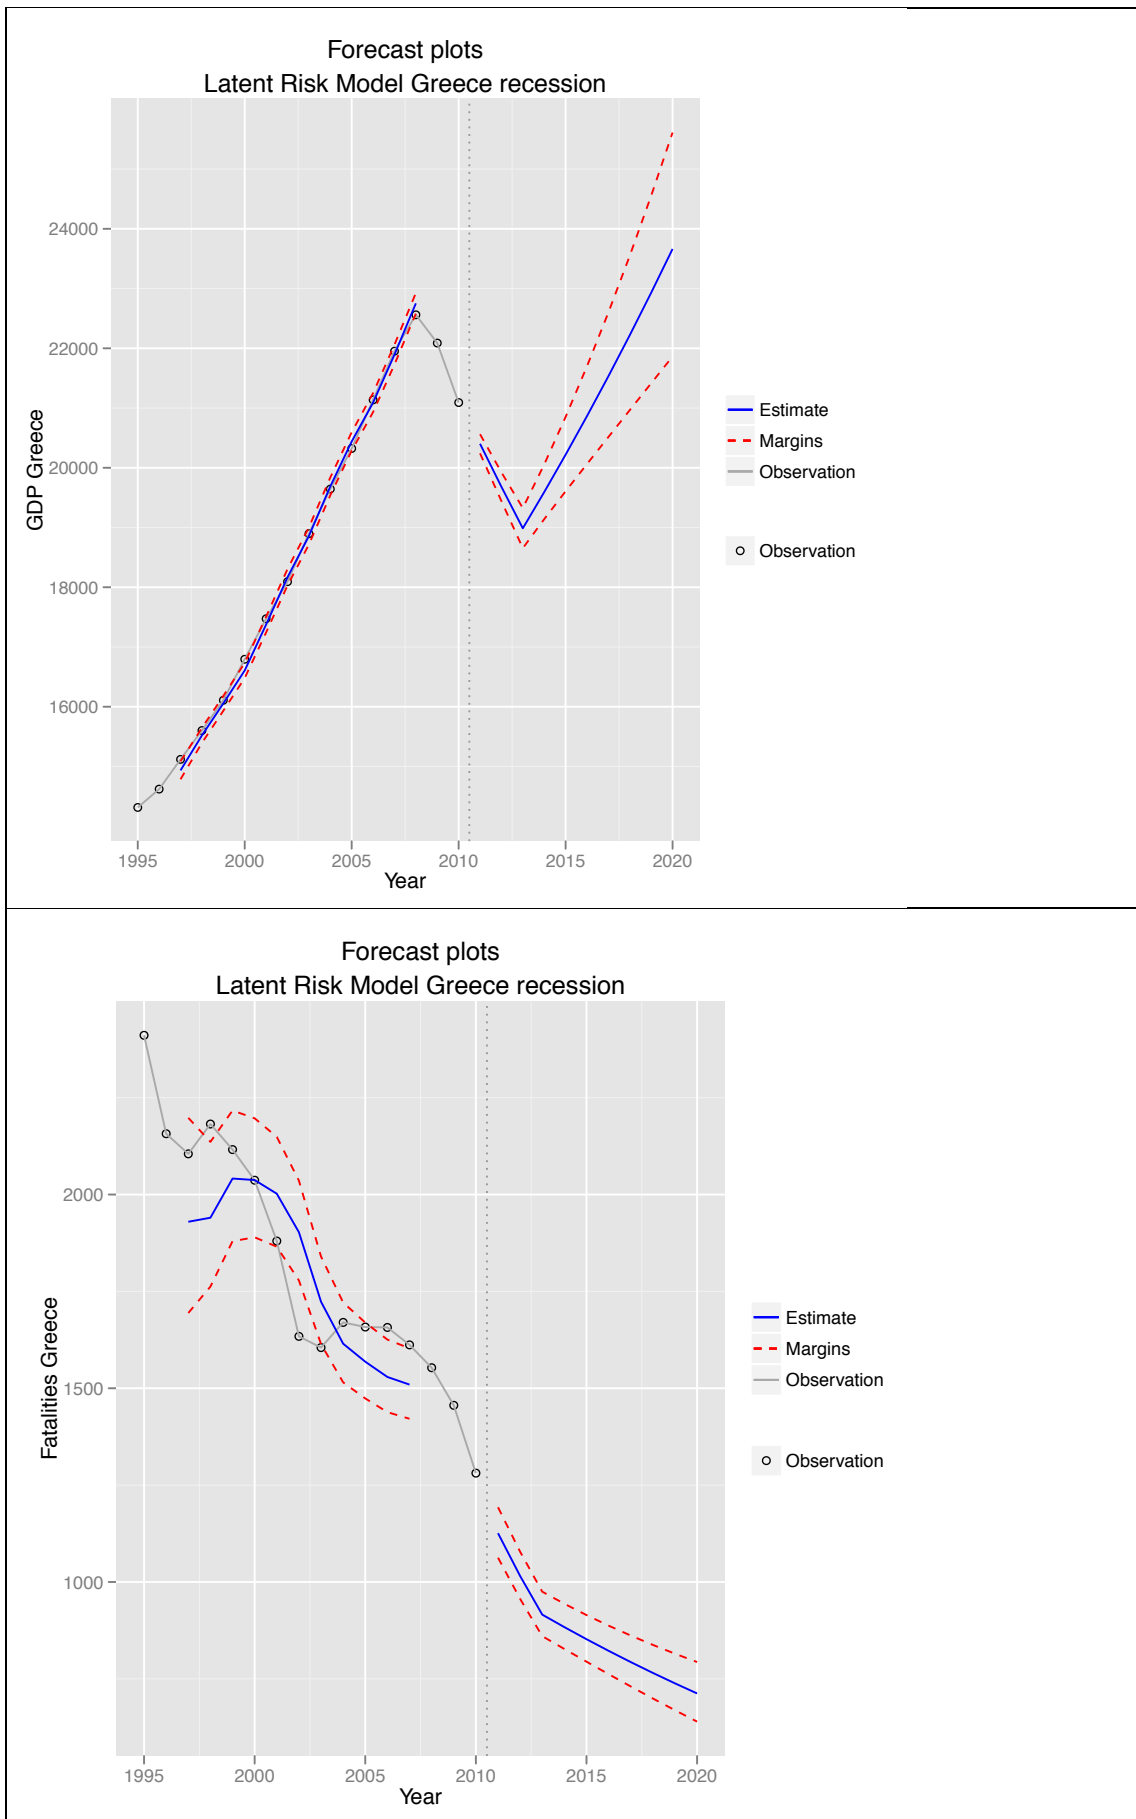 Forecast plots
Latent Risk Model Greece recession
GDP Greece
24000
22000
20000
18000
16000
1995 2000 2005 2010 2015 2020
Year
Estimate
Margins
Observation
Observation
Forecast plots
Latent Risk Model Greece recession
Fatalities Greece
2000
1500
1000
1995 2000 2005 2010 2015 2020
Year
Estimate
Margins
Observation
Observation